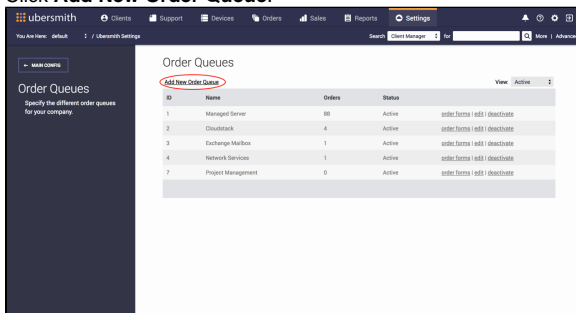 Click Add New Order Queue.
ubersmith Clients Support Devices Orders Sales Reports Settings
You Are Here: default / Ubersmith Settings Search Client Manager for More | Advanced
← MAIN CONFIG
Order Queues
Specify the different order queues
for your company.
Order Queues
Add New Order Queue View: Active
ID Name Orders Status
1 Managed Server 88 Active order forms | edit | deactivate
2 Cloudstack 4 Active order forms | edit | deactivate
3 Exchange Mailbox 1 Active order forms | edit | deactivate
4 Network Services 1 Active order forms | edit | deactivate
7 Project Management 0 Active order forms | edit | deactivate